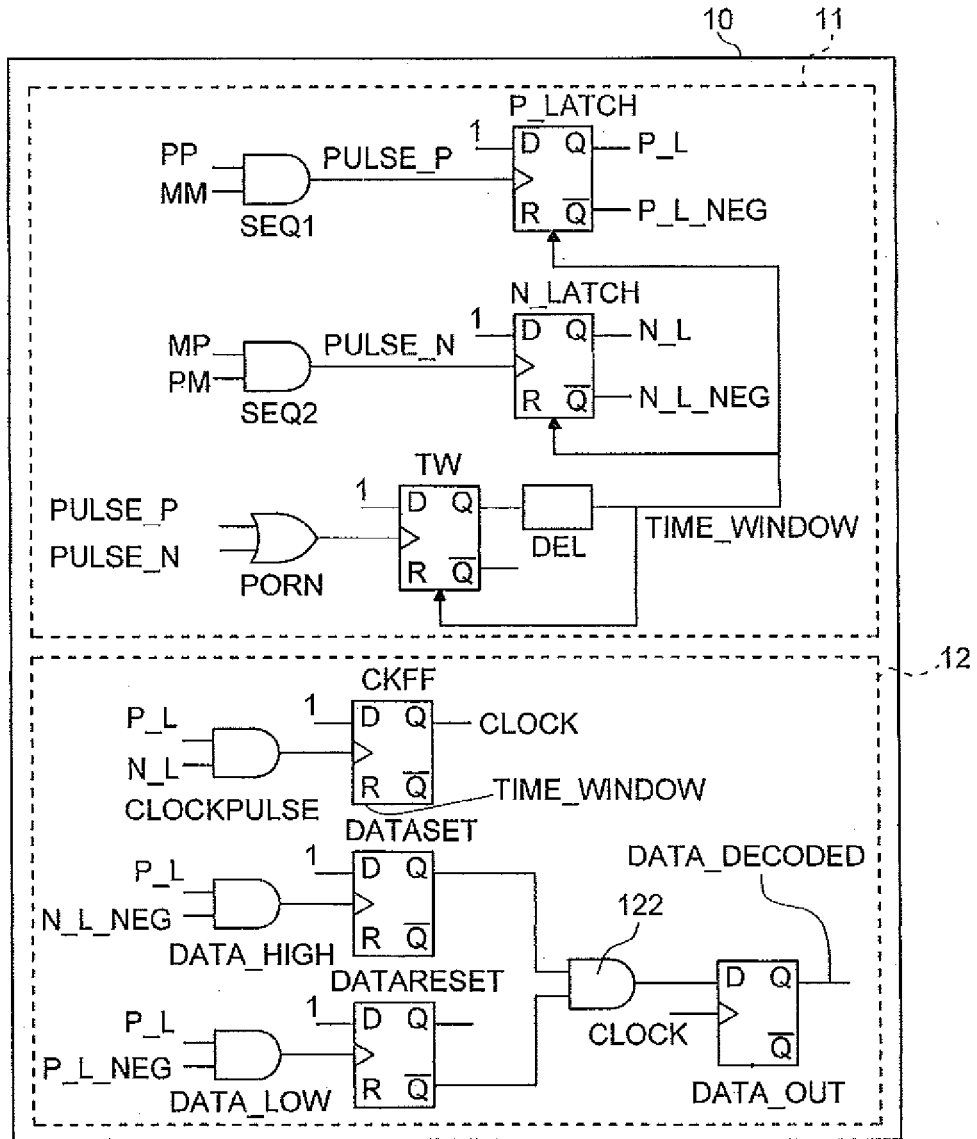 10
11
P_LATCH
1
D Q
P_L
PP
MM
PULSE_P
SEQ1
R Q
P_L_NEG
N_LATCH
1
D Q
N_L
MP
PM
PULSE_N
SEQ2
R Q
N_L_NEG
TW
1
D Q
DEL
TIME_WINDOW
PULSE_P
PULSE_N
PORN
R Q
12
CKFF
1
D Q
CLOCK
P_L
N_L
CLOCKPULSE
R Q
TIME_WINDOW
DATASET
1
D Q
P_L
N_L_NEG
DATA_HIGH
R Q
DATA_DECODED
122
DATARESET
1
D Q
P_L
P_L_NEG
DATA_LOW
R Q
D Q
CLOCK
Q
DATA_OUT